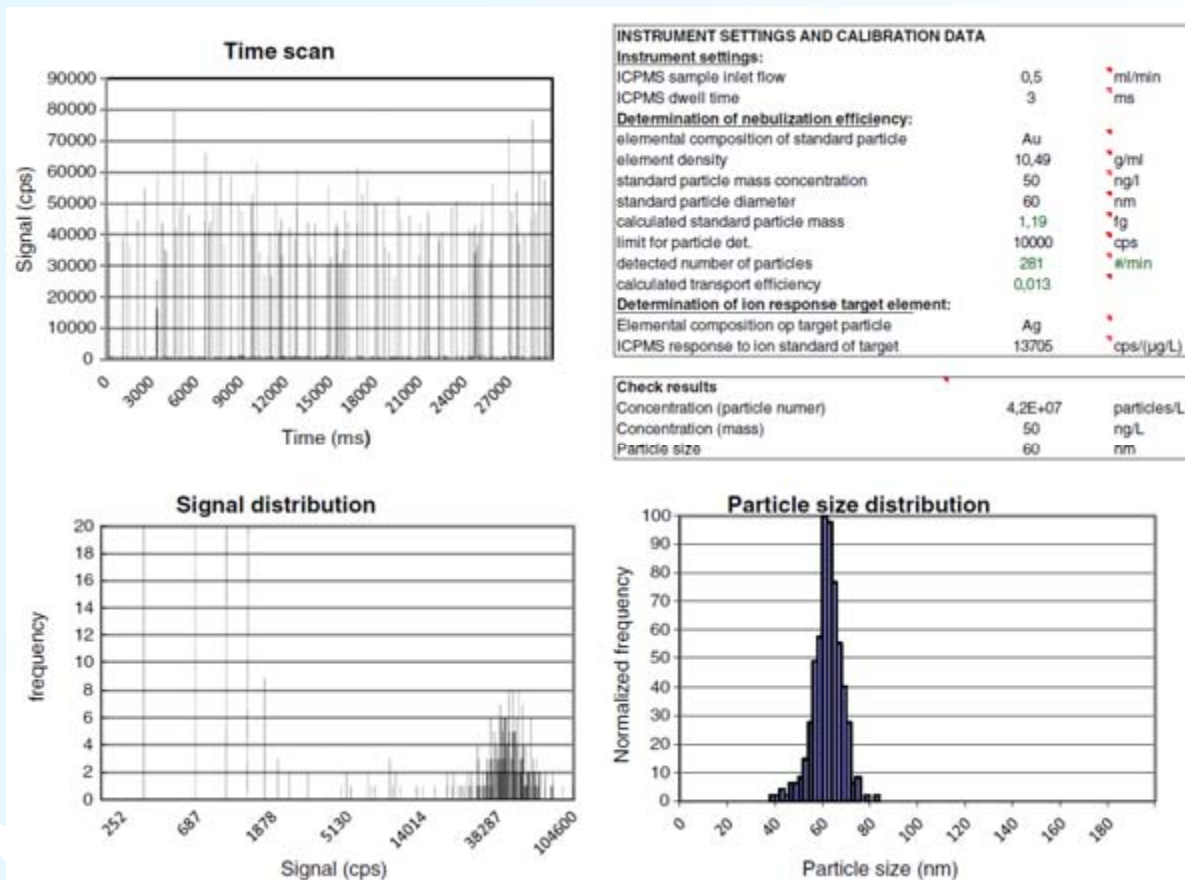 Time scan
90000
80000
70000
60000
50000
40000
30000
20000
10000
0
Signal (cps)
0
3000
6000
9000
12000
15000
18000
21000
24000
27000
Time (ms)
INSTRUMENT SETTINGS AND CALIBRATION DATA
Instrument settings:
ICPMS sample inlet flow 0,5 ml/min
ICPMS dwell time 3 ms
Determination of nebulization efficiency:
elemental composition of standard particle Au
element density 10,49 g/ml
standard particle mass concentration 50 ng/l
standard particle diameter 60 nm
calculated standard particle mass 1,19 fg
limit for particle det. 10000 cps
detected number of particles 281 #/min
calculated transport efficiency 0,013
Determination of ion response target element:
Elemental composition op target particle Ag
ICPMS response to ion standard of target 13705 cps/(µg/L)
Check results
Concentration (particle numer) 4,2E+07 particles/L
Concentration (mass) 50 ng/L
Particle size 60 nm
Signal distribution
20
18
16
14
12
10
8
6
4
2
0
frequency
252
687
1878
5130
14014
38287
104600
Signal (cps)
Particle size distribution
100
90
80
70
60
50
40
30
20
10
0
Normalized frequency
0
20
40
60
80
100
120
140
160
180
Particle size (nm)